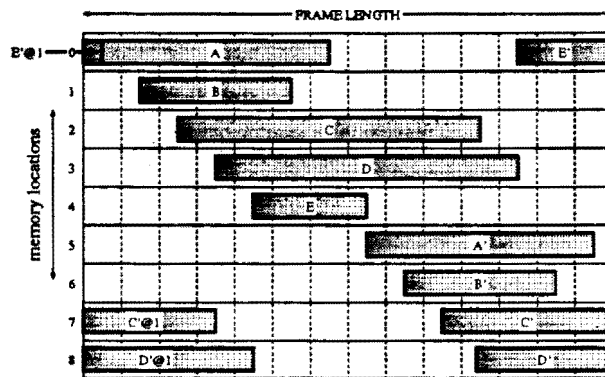 FRAME LENGTH
E'@1 0 A E'
1 B
2 C
3 D
4 E
5 A'
6 B'
7 C'@1 C'
8 D'@1 D'
memory locations